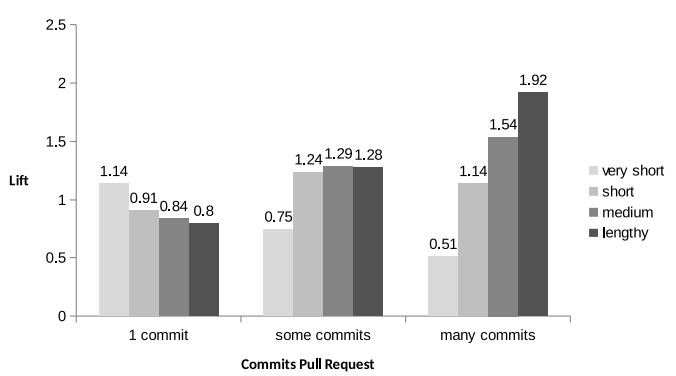 2.5
2
1.5
1
0.5
0
Lift
1.14
0.91
0.84
0.8
0.75
1.24
1.29
1.28
0.51
1.14
1.54
1.92
1 commit
some commits
many commits
Commits Pull Request
very short
short
medium
lengthy